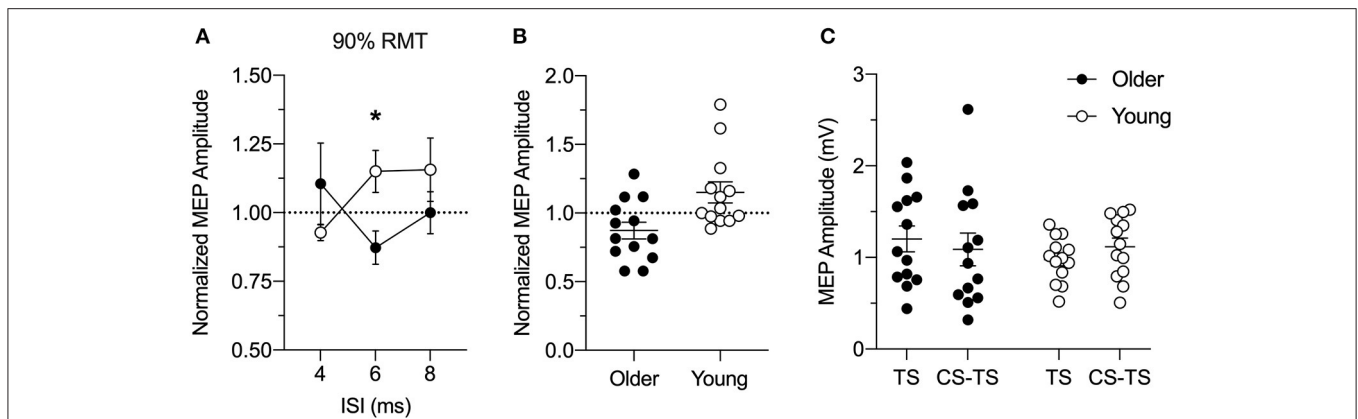 A
90% RMT
Normalized MEP Amplitude
1.50
1.25
1.00
0.75
0.50
*
4 6 8
ISI (ms)
B
Normalized MEP Amplitude
2.0
1.5
1.0
0.5
0.0
Older Young
C
MEP Amplitude (mV)
3
2
1
0
TS CS-TS TS CS-TS
Older
Young